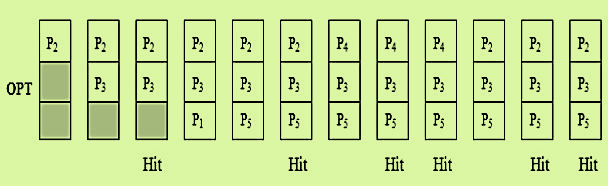 P₂ P₂ P₂ P₂ P₂ P₂ P₄ P₄ P₄ P₂ P₂ P₂
OPT P₃ P₃ P₃ P₃ P₃ P₃ P₃ P₃ P₃ P₃ P₃
P₁ P₅ P₅ P₅ P₅ P₅ P₅ P₅ P₅
Hit Hit Hit Hit Hit Hit